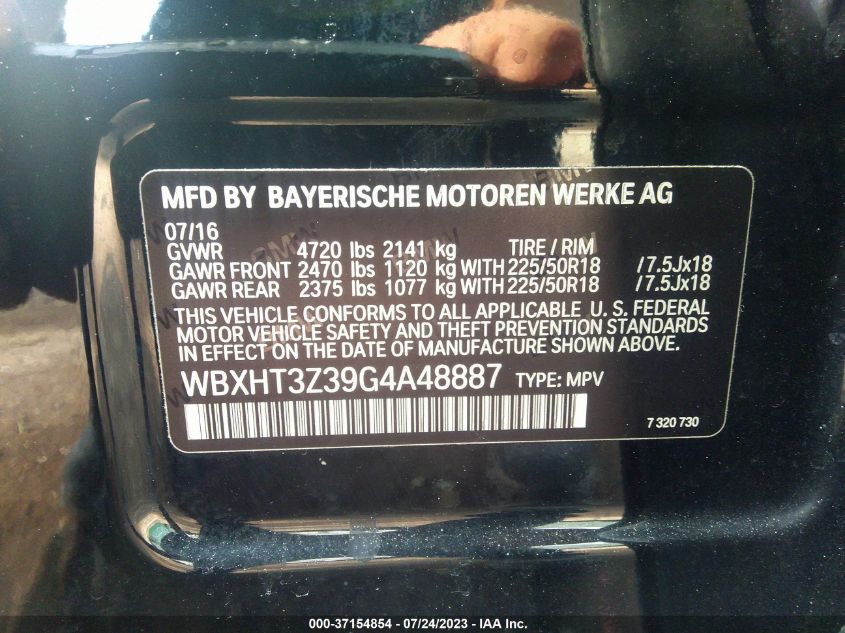 MFD BY BAYERISCHE MOTOREN WERKE AG
07/16
GVWR 4720 lbs 2141 kg TIRE / RIM
GAWR FRONT 2470 lbs 1120 kg WITH 225/50R18 /7.5Jx18
GAWR REAR 2375 lbs 1077 kg WITH 225/50R18 /7.5Jx18
THIS VEHICLE CONFORMS TO ALL APPLICABLE U. S. FEDERAL
MOTOR VEHICLE SAFETY AND THEFT PREVENTION STANDARDS
IN EFFECT ON THE DATE OF MANUFACTURE SHOWN ABOVE.
WBXHT3Z39G4A48887 TYPE: MPV
7 320 730
000-37154854 / 07/24/2023 - IAA Inc.